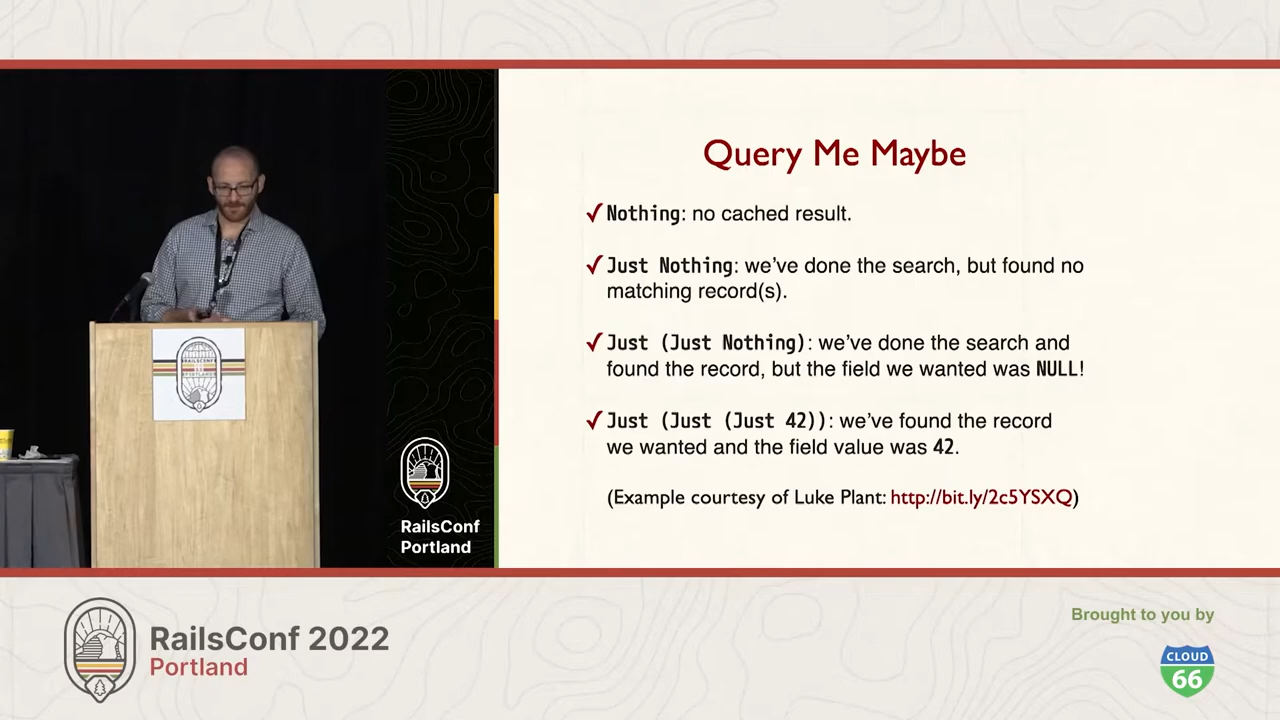 Query Me Maybe
✓ Nothing: no cached result.
✓ Just Nothing: we’ve done the search, but found no
matching record(s).
✓ Just (Just Nothing): we’ve done the search and
found the record, but the field we wanted was NULL!
✓ Just (Just (Just 42)): we’ve found the record
we wanted and the field value was 42.
(Example courtesy of Luke Plant: http://bit.ly/2c5YSXQ)
RAILSCONF
PORTLAND
RailsConf
Portland
RailsConf 2022
Portland
Brought to you by
CLOUD
66